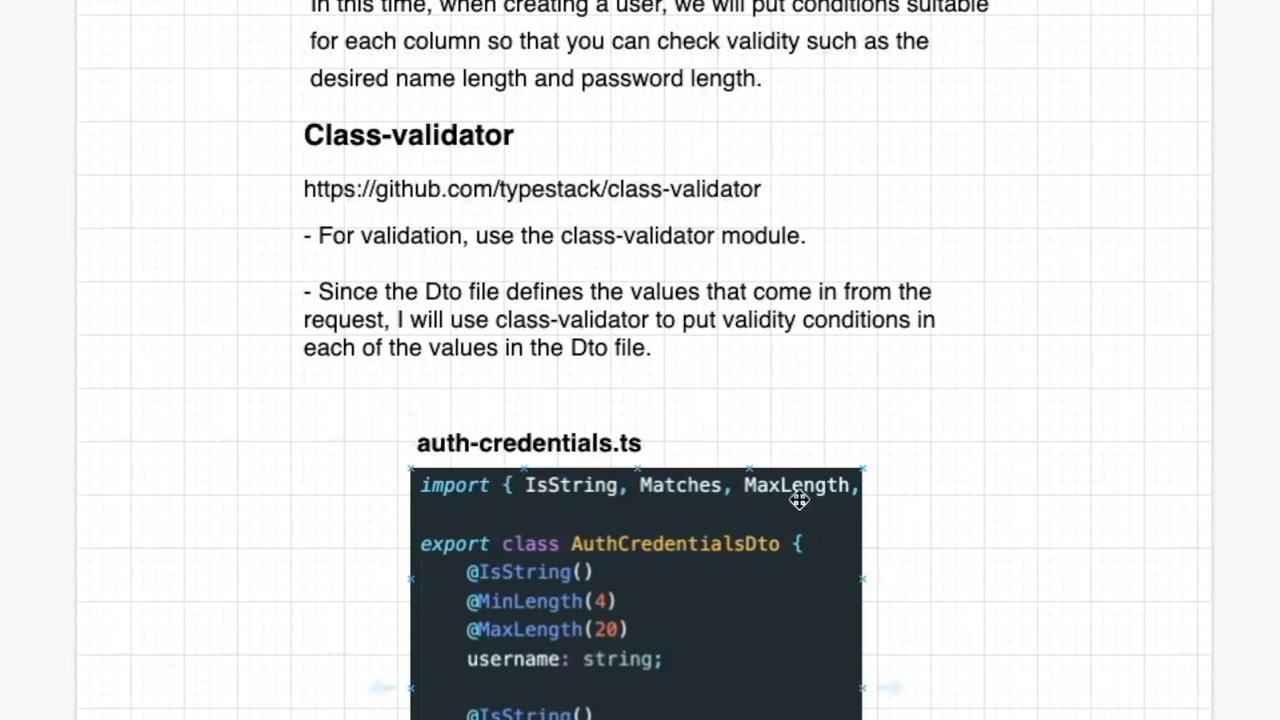 In this time, when creating a user, we will put conditions suitable
for each column so that you can check validity such as the
desired name length and password length.
Class-validator
https://github.com/typestack/class-validator
- For validation, use the class-validator module.
- Since the Dto file defines the values that come in from the
request, I will use class-validator to put validity conditions in
each of the values in the Dto file.
auth-credentials.ts
import { IsString, Matches, MaxLength,
export class AuthCredentialsDto {
@IsString()
@MinLength(4)
@MaxLength(20)
username: string;
@IsString()